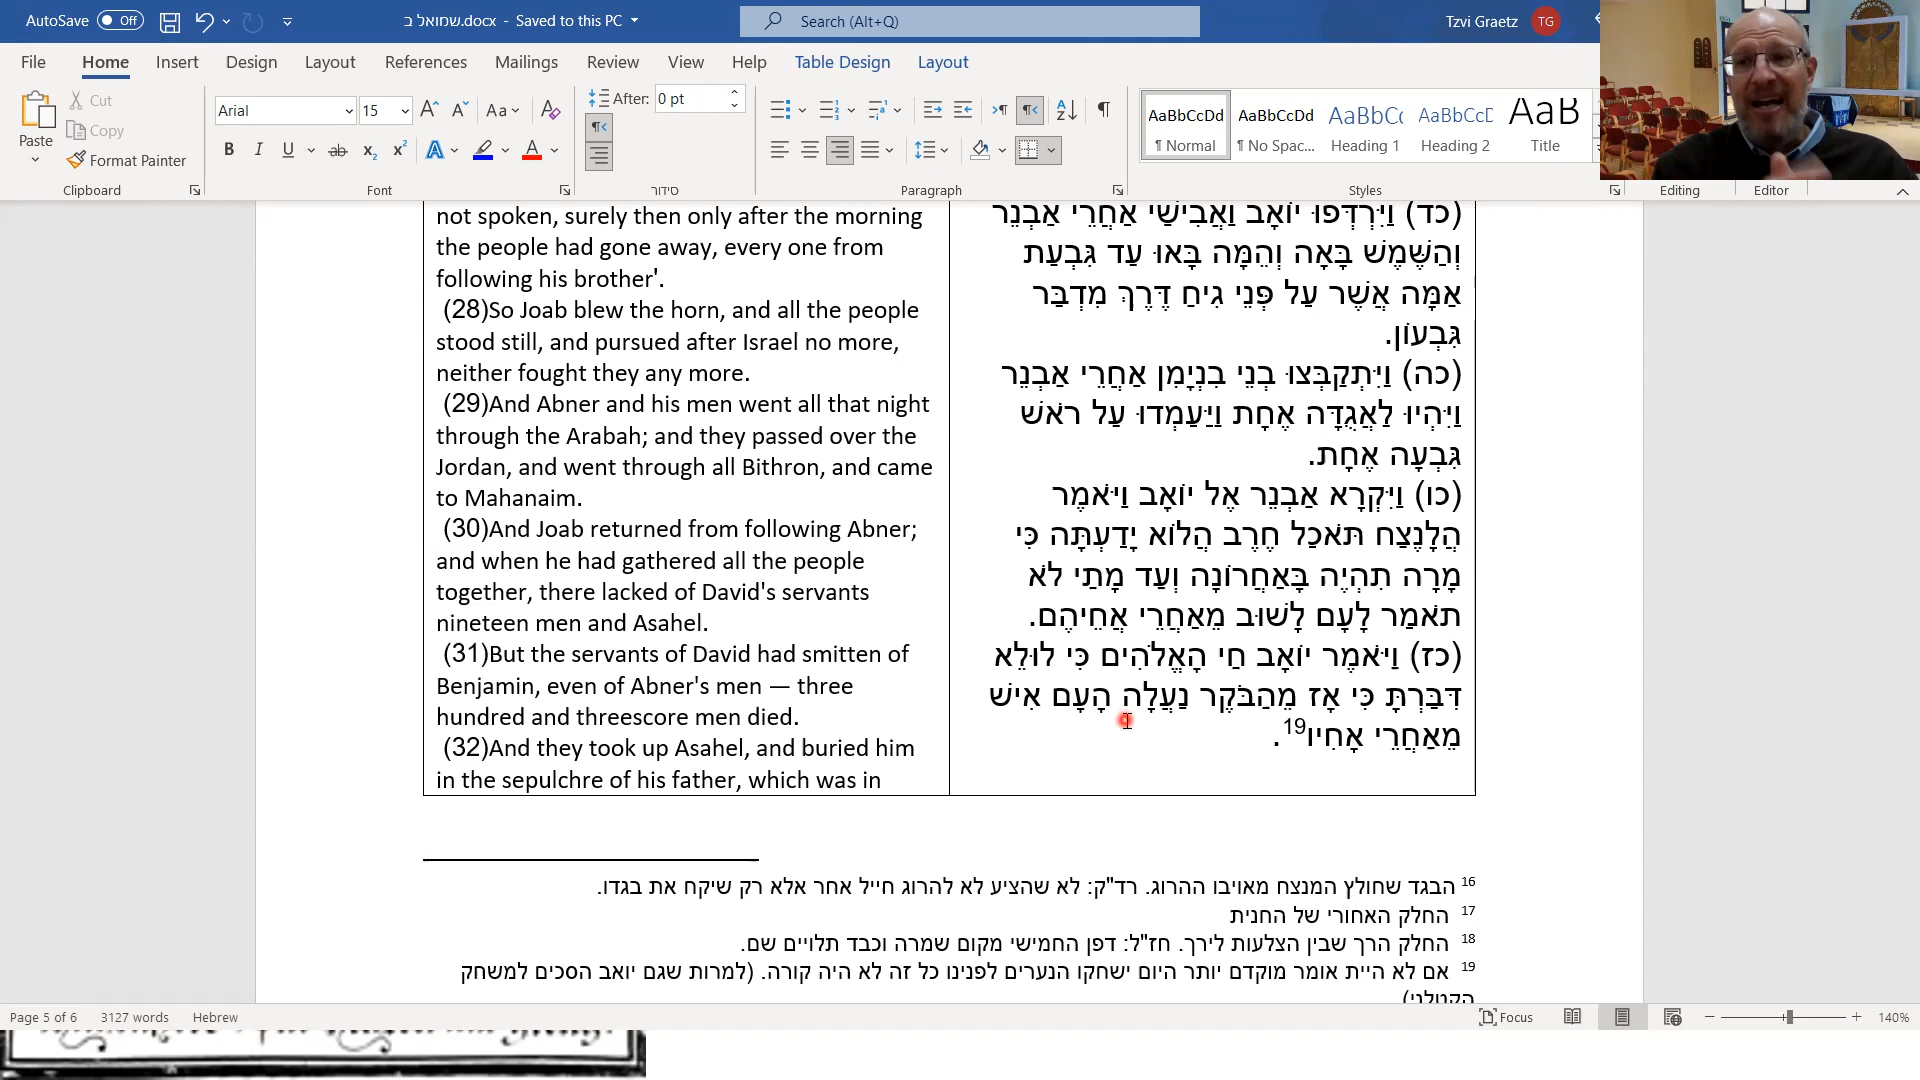 AutoSave Off
שמואל ב.docx - Saved to this PC
Search (Alt+Q)
Tzvi Graetz TG
File Home Insert Design Layout References Mailings Review View Help Table Design Layout
Paste
Cut
Copy
Format Painter
Clipboard
Arial 15
Font
After: 0 pt
סידור
Paragraph
AaBbCcDd AaBbCcDd AaBbCc AaBbCcD AaB
¶ Normal ¶ No Spac... Heading 1 Heading 2 Title
Styles
Editing
Editor
not spoken, surely then only after the morning
the people had gone away, every one from
following his brother'.
(28)So Joab blew the horn, and all the people
stood still, and pursued after Israel no more,
neither fought they any more.
(29)And Abner and his men went all that night
through the Arabah; and they passed over the
Jordan, and went through all Bithron, and came
to Mahanaim.
(30)And Joab returned from following Abner;
and when he had gathered all the people
together, there lacked of David's servants
nineteen men and Asahel.
(31)But the servants of David had smitten of
Benjamin, even of Abner's men — three
hundred and threescore men died.
(32)And they took up Asahel, and buried him
in the sepulchre of his father, which was in
(כד) וַיִּרְדְּפוּ יוֹאָב וַאֲבִישַׁי אַחֲרֵי אַבְנֵר
וְהַשֶּׁמֶשׁ בָּאָה וְהֵמָּה בָּאוּ עַד גִּבְעַת
אַמָּה אֲשֶׁר עַל פְּנֵי גִיחַ דֶּרֶךְ מִדְבַּר
גִּבְעוֹן.
(כה) וַיִּתְקַבְּצוּ בְנֵי בִנְיָמִן אַחֲרֵי אַבְנֵר
וַיִּהְיוּ לַאֲגֻדָּה אֶחָת וַיַּעַמְדוּ עַל רֹאשׁ
גִּבְעָה אֶחָת.
(כו) וַיִּקְרָא אַבְנֵר אֶל יוֹאָב וַיֹּאמֶר
הֲלָנֶצַח תֹּאכַל חֶרֶב הֲלוֹא יָדַעְתָּה כִּי
מָרָה תִהְיֶה בָּאַחֲרוֹנָה וְעַד מָתַי לֹא
תֹאמַר לָעָם לָשׁוּב מֵאַחֲרֵי אֲחֵיהֶם.
(כז) וַיֹּאמֶר יוֹאָב חַי הָאֱלֹהִים כִּי לוּלֵא
דִּבַּרְתָּ כִּי אָז מֵהַבֹּקֶר נַעֲלָה הָעָם אִישׁ
מֵאַחֲרֵי אָחִיו19.
16 הבגד שחולץ המנצח מאויבו ההרוג. רד"ק: לא שהציע לא להרוג חייל אחר אלא רק שיקח את בגדו.
17 החלק האחורי של החנית
18 החלק הרך שבין הצלעות לירך. חז"ל: דפן החמישי מקום שמרה וכבד תלויים שם.
19 אם לא היית אומר מוקדם יותר היום ישחקו הנערים לפנינו כל זה לא היה קורה. (למרות שגם יואב הסכים למשחק
הקטלני)
Page 5 of 6 3127 words Hebrew
Focus
140%